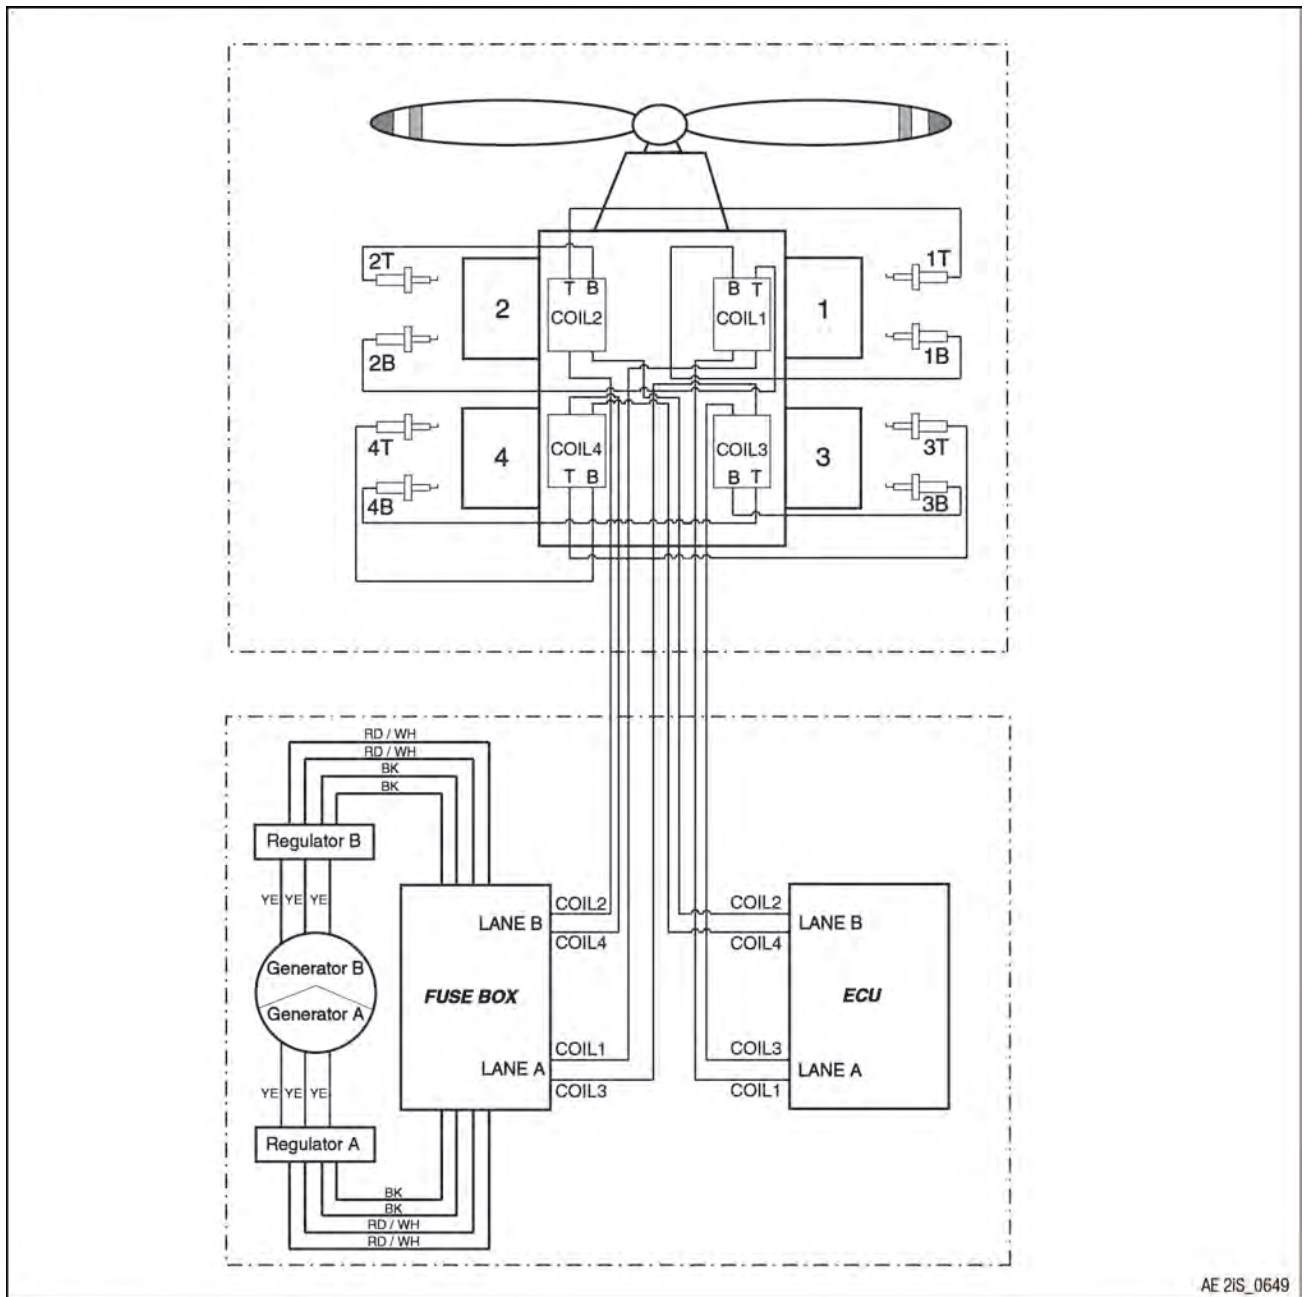 2T
1T
T B
B T
2
COIL2
COIL1
1
2B
1B
4T
4
COIL4
COIL3
3
3T
T B
B T
4B
3B
RD / WH
RD / WH
BK
BK
Regulator B
YE YE YE
COIL2
COIL2
LANE B
LANE B
COIL4
COIL4
Generator B
FUSE BOX
ECU
Generator A
COIL1
COIL3
LANE A
LANE A
YE YE YE
COIL3
COIL1
Regulator A
BK
BK
RD / WH
RD / WH
AE 2iS_0649